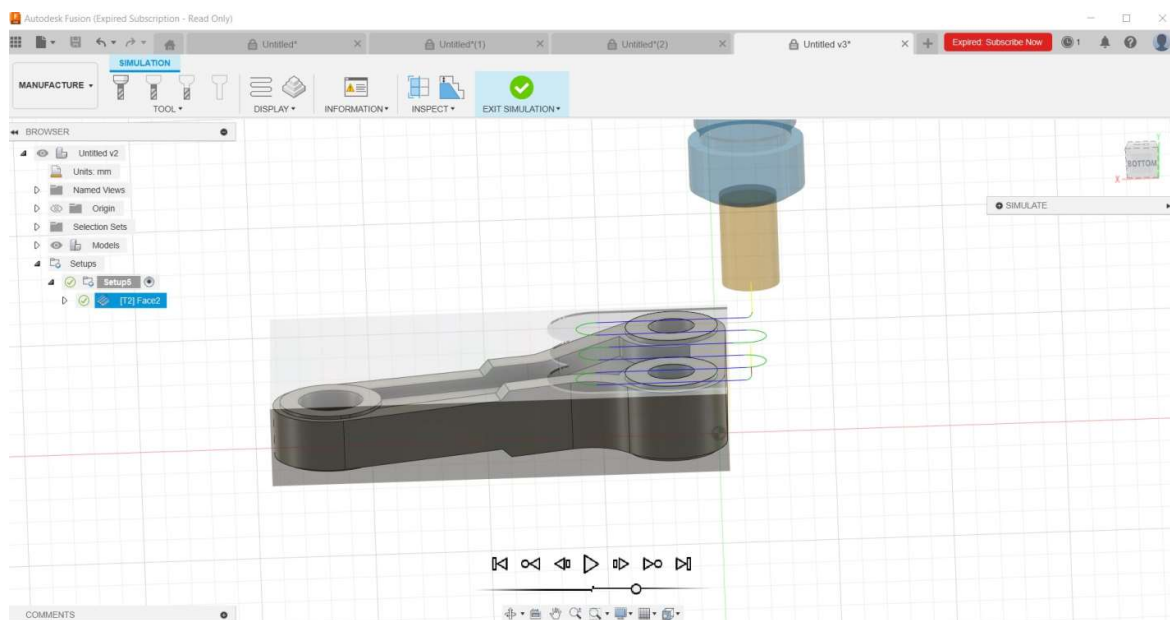 Autodesk Fusion (Expired Subscription - Read Only)
Untitled*
Untitled*(1)
Untitled*(2)
Untitled v3*
Expired: Subscribe Now
1
SIMULATION
MANUFACTURE
TOOL
DISPLAY
INFORMATION
INSPECT
EXIT SIMULATION
BROWSER
Untitled v2
Units: mm
Named Views
Origin
Selection Sets
Models
Setups
Setup5
[T2] Face2
BOTTOM
X
Y
SIMULATE
COMMENTS